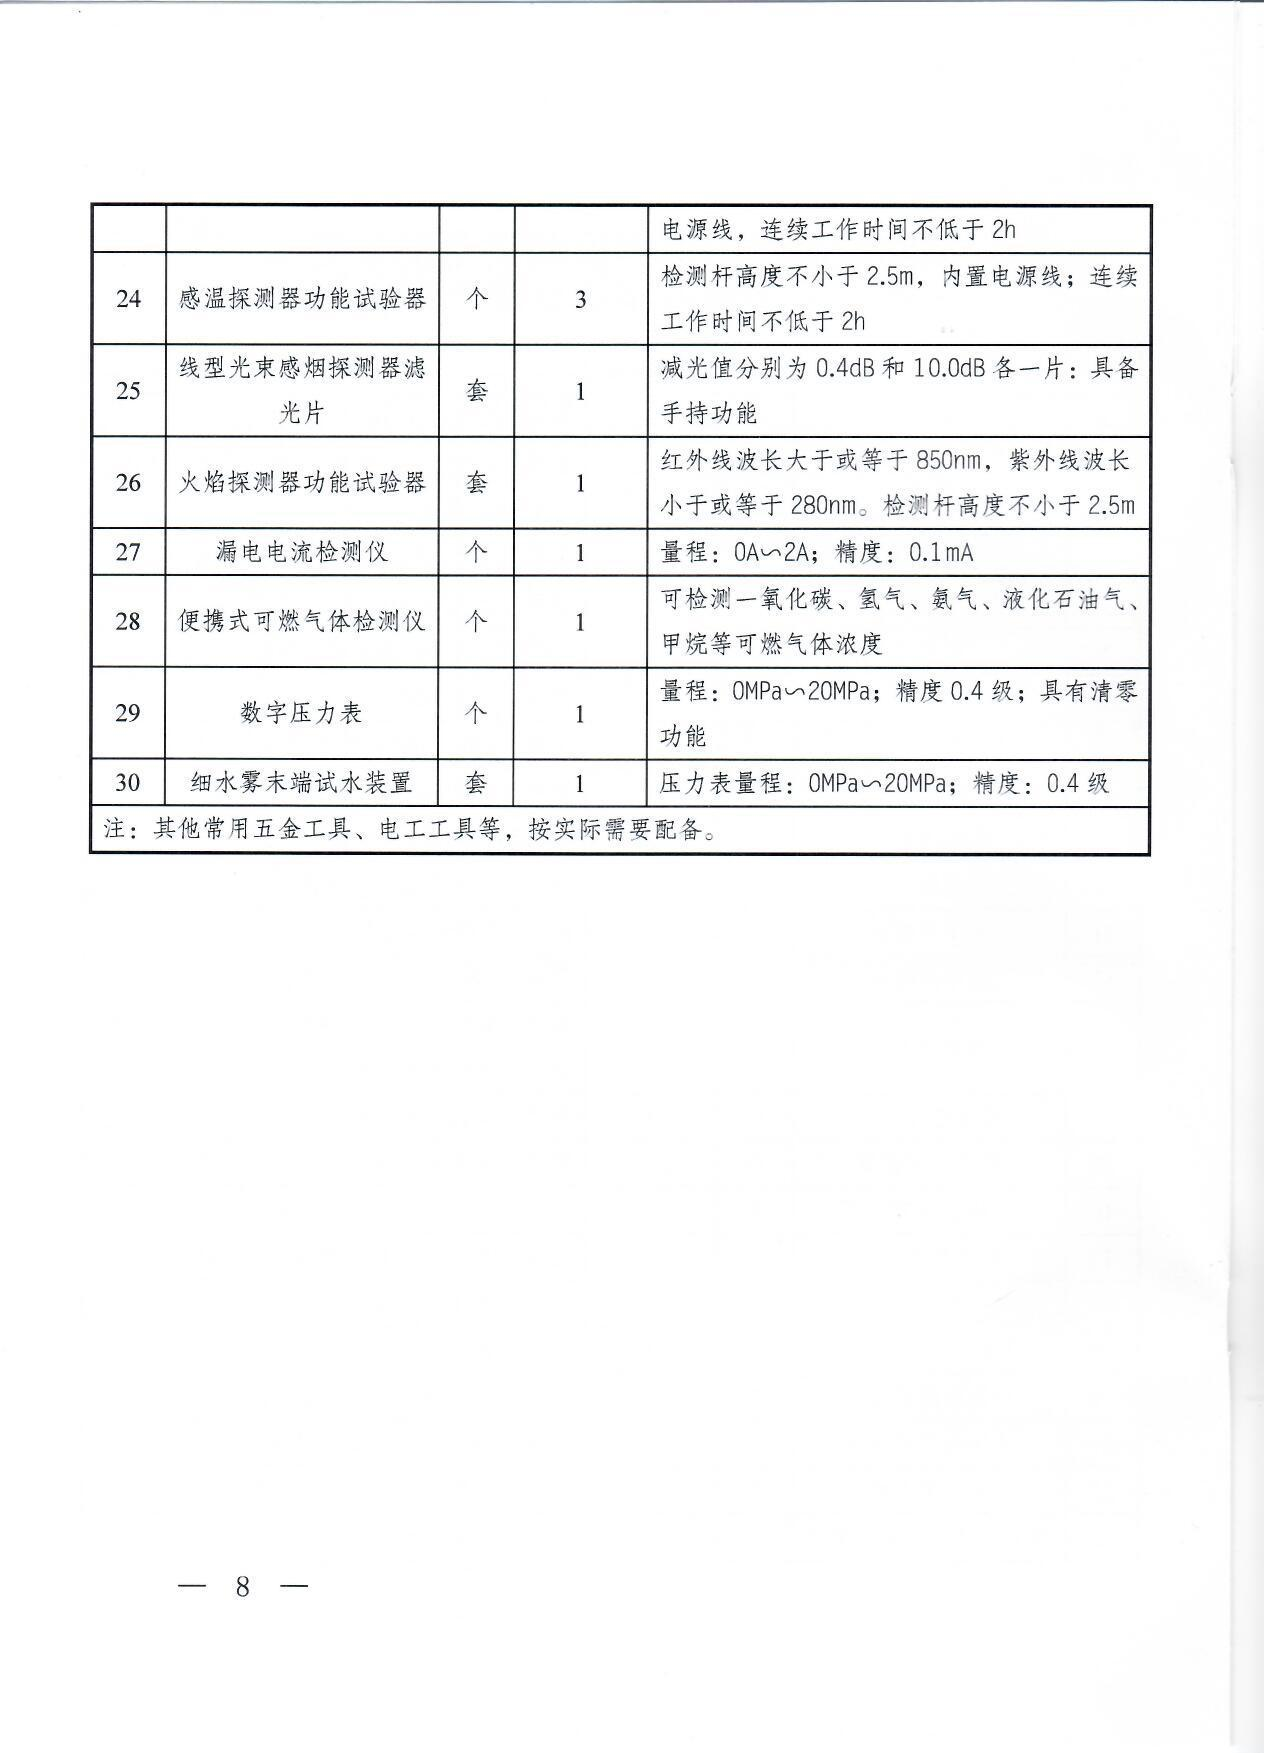 电源线，连续工作时间不低于 2h
24 感温探测器功能试验器 个 3 检测杆高度不小于 2.5m，内置电源线；连续
工作时间不低于 2h
25 线型光束感烟探测器滤 套 1 减光值分别为 0.4dB 和 10.0dB 各一片：具备
光片 手持功能
26 火焰探测器功能试验器 套 1 红外线波长大于或等于 850nm，紫外线波长
小于或等于 280nm。检测杆高度不小于 2.5m
27 漏电电流检测仪 个 1 量程：0A～2A；精度：0.1mA
28 便携式可燃气体检测仪 个 1 可检测一氧化碳、氢气、氨气、液化石油气、
甲烷等可燃气体浓度
29 数字压力表 个 1 量程：0MPa～20MPa；精度 0.4 级；具有清零
功能
30 细水雾末端试水装置 套 1 压力表量程：0MPa～20MPa；精度：0.4 级
注：其他常用五金工具、电工工具等，按实际需要配备。
— 8 —